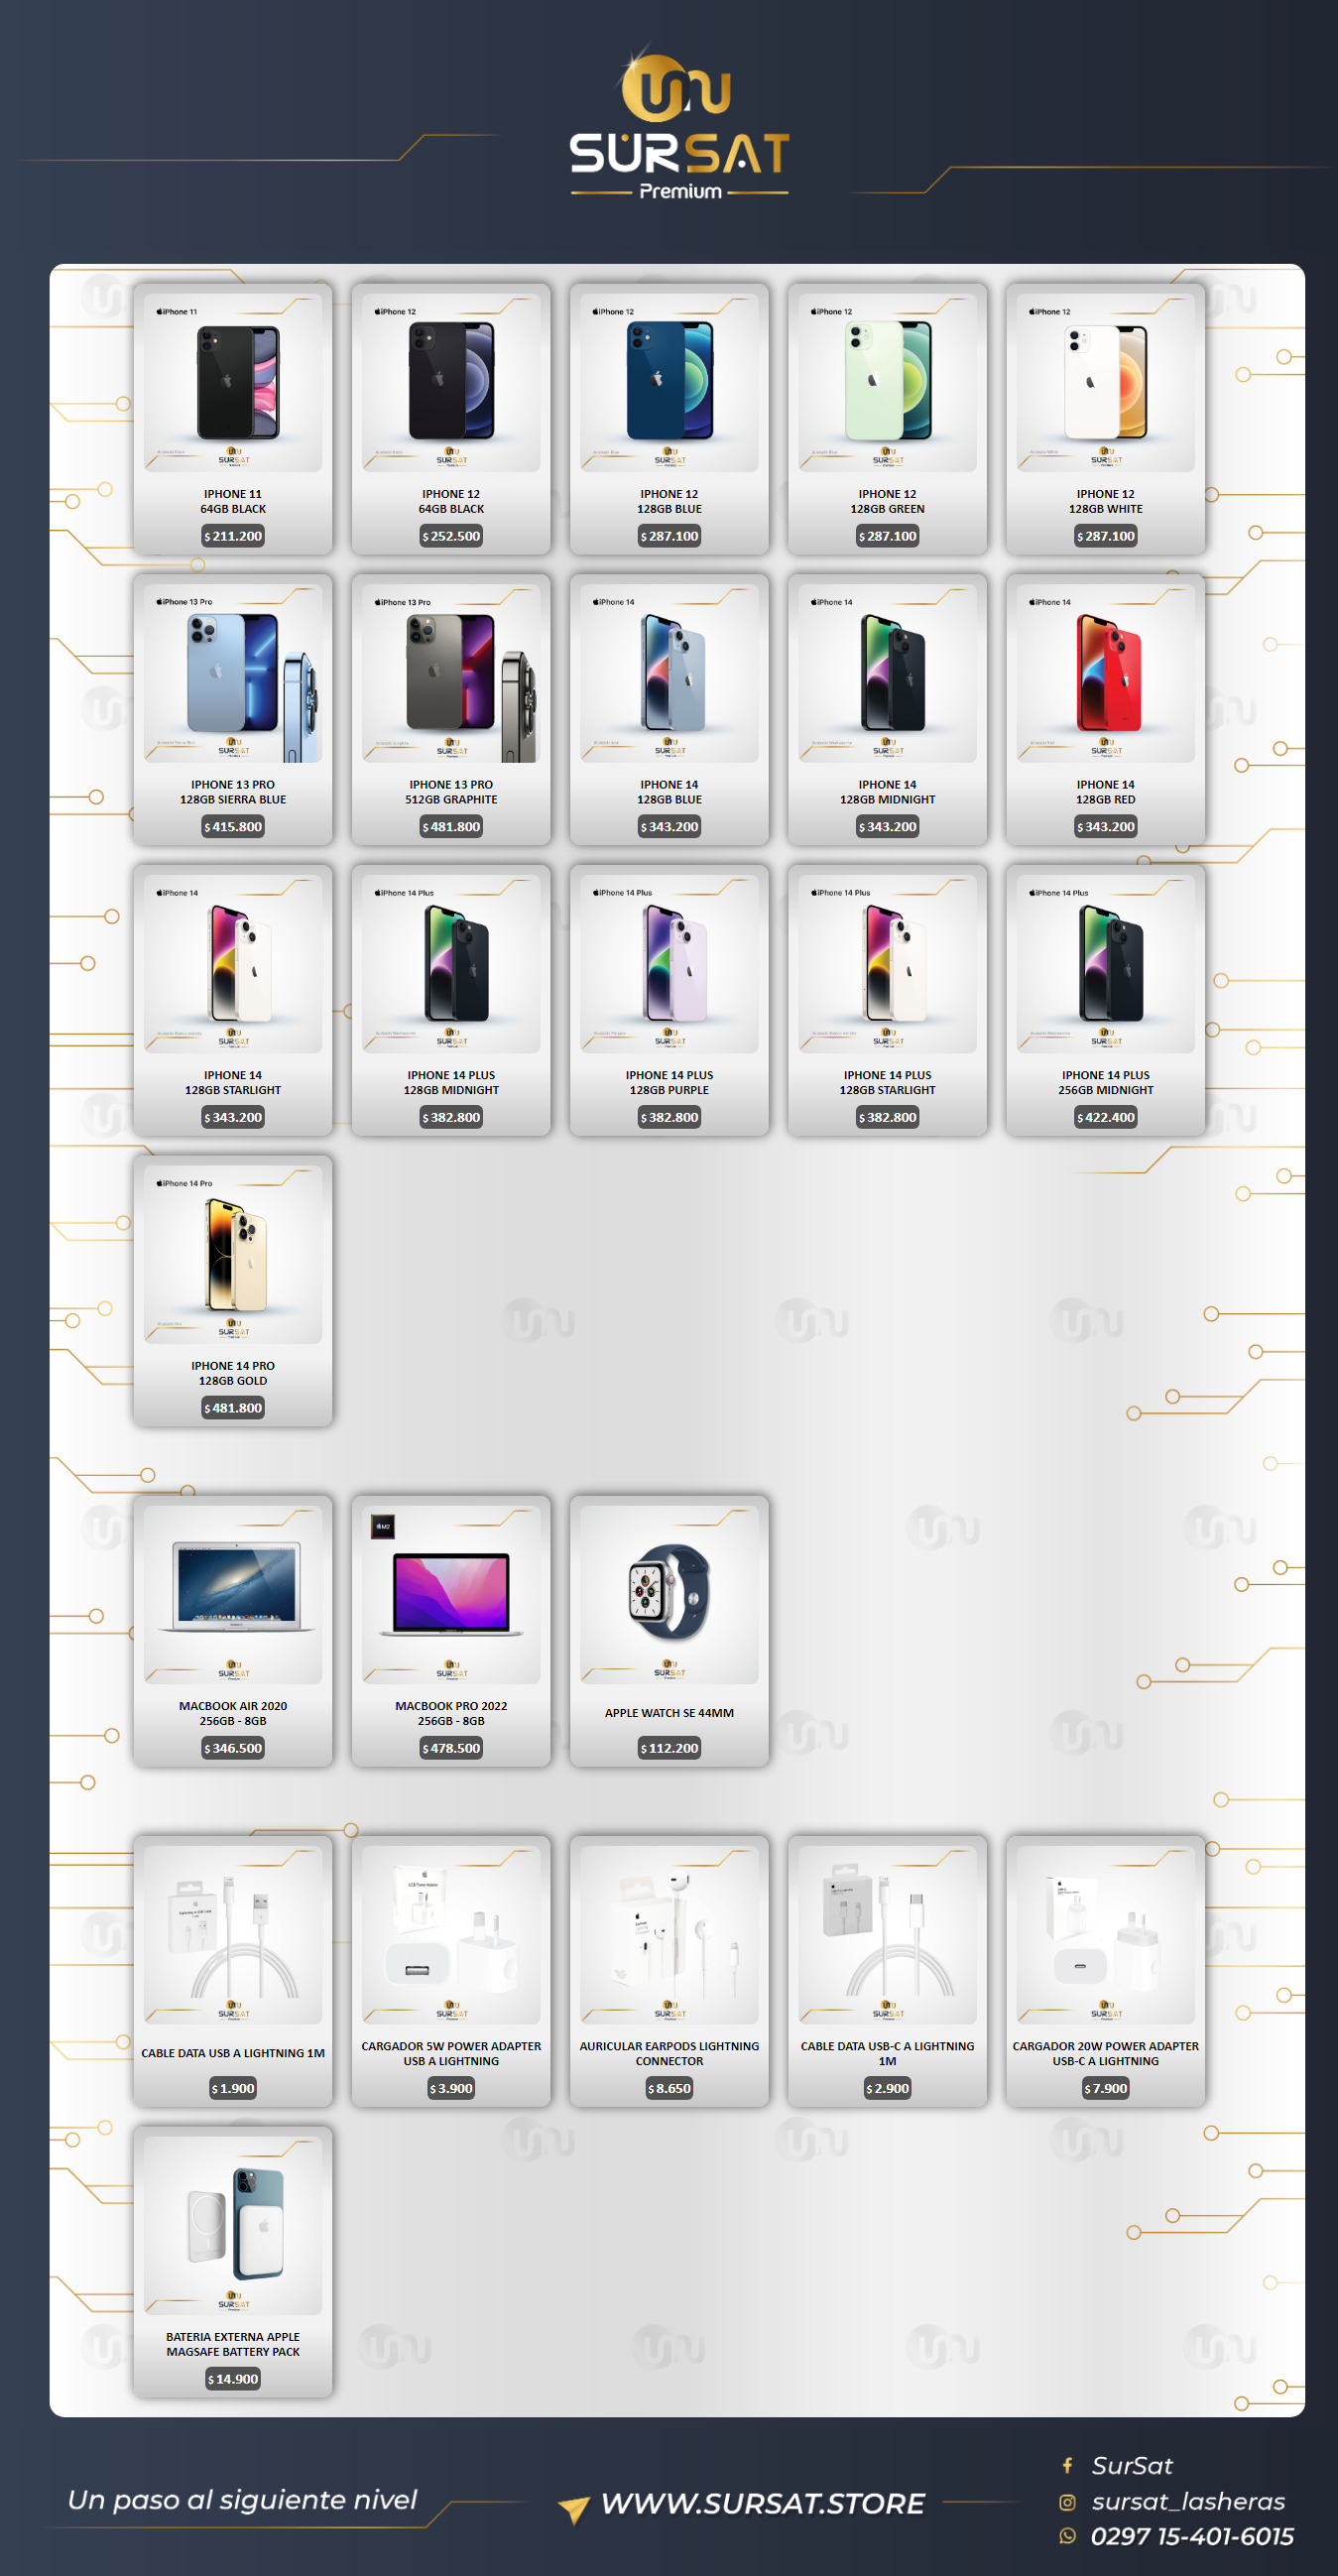 SURSAT
Premium
iPhone 11
IPHONE 11
64GB BLACK
$ 211.200
iPhone 12
IPHONE 12
64GB BLACK
$ 252.500
iPhone 12
IPHONE 12
128GB BLUE
$ 287.100
iPhone 12
IPHONE 12
128GB GREEN
$ 287.100
iPhone 12
IPHONE 12
128GB WHITE
$ 287.100
iPhone 13 Pro
IPHONE 13 PRO
128GB SIERRA BLUE
$ 415.800
iPhone 13 Pro
IPHONE 13 PRO
512GB GRAPHITE
$ 481.800
iPhone 14
IPHONE 14
128GB BLUE
$ 343.200
iPhone 14
IPHONE 14
128GB MIDNIGHT
$ 343.200
iPhone 14
IPHONE 14
128GB RED
$ 343.200
iPhone 14
IPHONE 14
128GB STARLIGHT
$ 343.200
iPhone 14 Plus
IPHONE 14 PLUS
128GB MIDNIGHT
$ 382.800
iPhone 14 Plus
IPHONE 14 PLUS
128GB PURPLE
$ 382.800
iPhone 14 Plus
IPHONE 14 PLUS
128GB STARLIGHT
$ 382.800
iPhone 14 Plus
IPHONE 14 PLUS
256GB MIDNIGHT
$ 422.400
iPhone 14 Pro
IPHONE 14 PRO
128GB GOLD
$ 481.800
MACBOOK AIR 2020
256GB - 8GB
$ 346.500
M2
MACBOOK PRO 2022
256GB - 8GB
$ 478.500
APPLE WATCH SE 44MM
$ 112.200
CABLE DATA USB A LIGHTNING 1M
$ 1.900
CARGADOR 5W POWER ADAPTER
USB A LIGHTNING
$ 3.900
AURICULAR EARPODS LIGHTNING
CONNECTOR
$ 8.650
CABLE DATA USB-C A LIGHTNING
1M
$ 2.900
CARGADOR 20W POWER ADAPTER
USB-C A LIGHTNING
$ 7.900
BATERIA EXTERNA APPLE
MAGSAFE BATTERY PACK
$ 14.900
Un paso al siguiente nivel
WWW.SURSAT.STORE
SurSat
sursat_lasheras
0297 15-401-6015